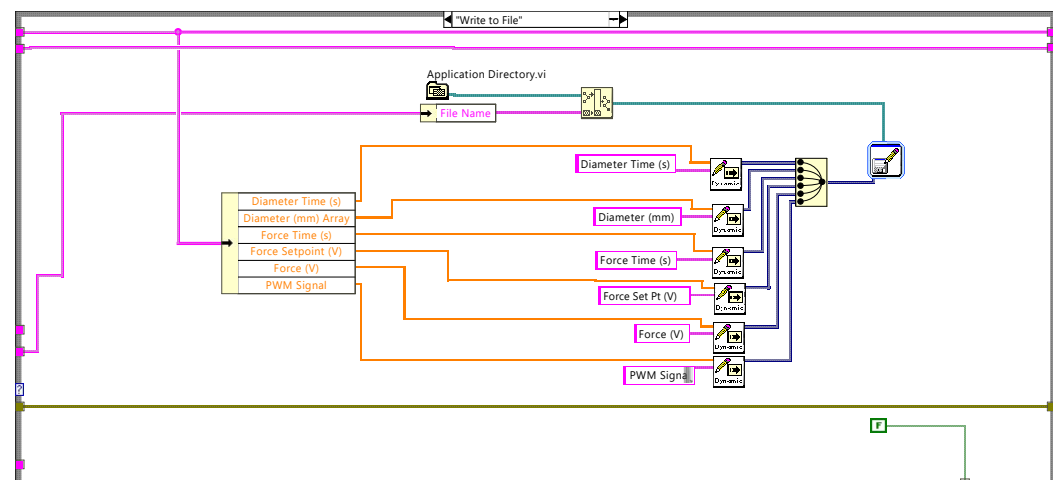 "Write to File"
Application Directory.vi
File Name
Diameter Time (s)
Diameter (mm) Array
Force Time (s)
Force Setpoint (V)
Force (V)
PWM Signal
Diameter Time (s)
Dynamic
Diameter (mm)
Dynamic
Force Time (s)
Dynamic
Force Set Pt (V)
Dynamic
Force (V)
Dynamic
PWM Signal
Dynamic
?
F